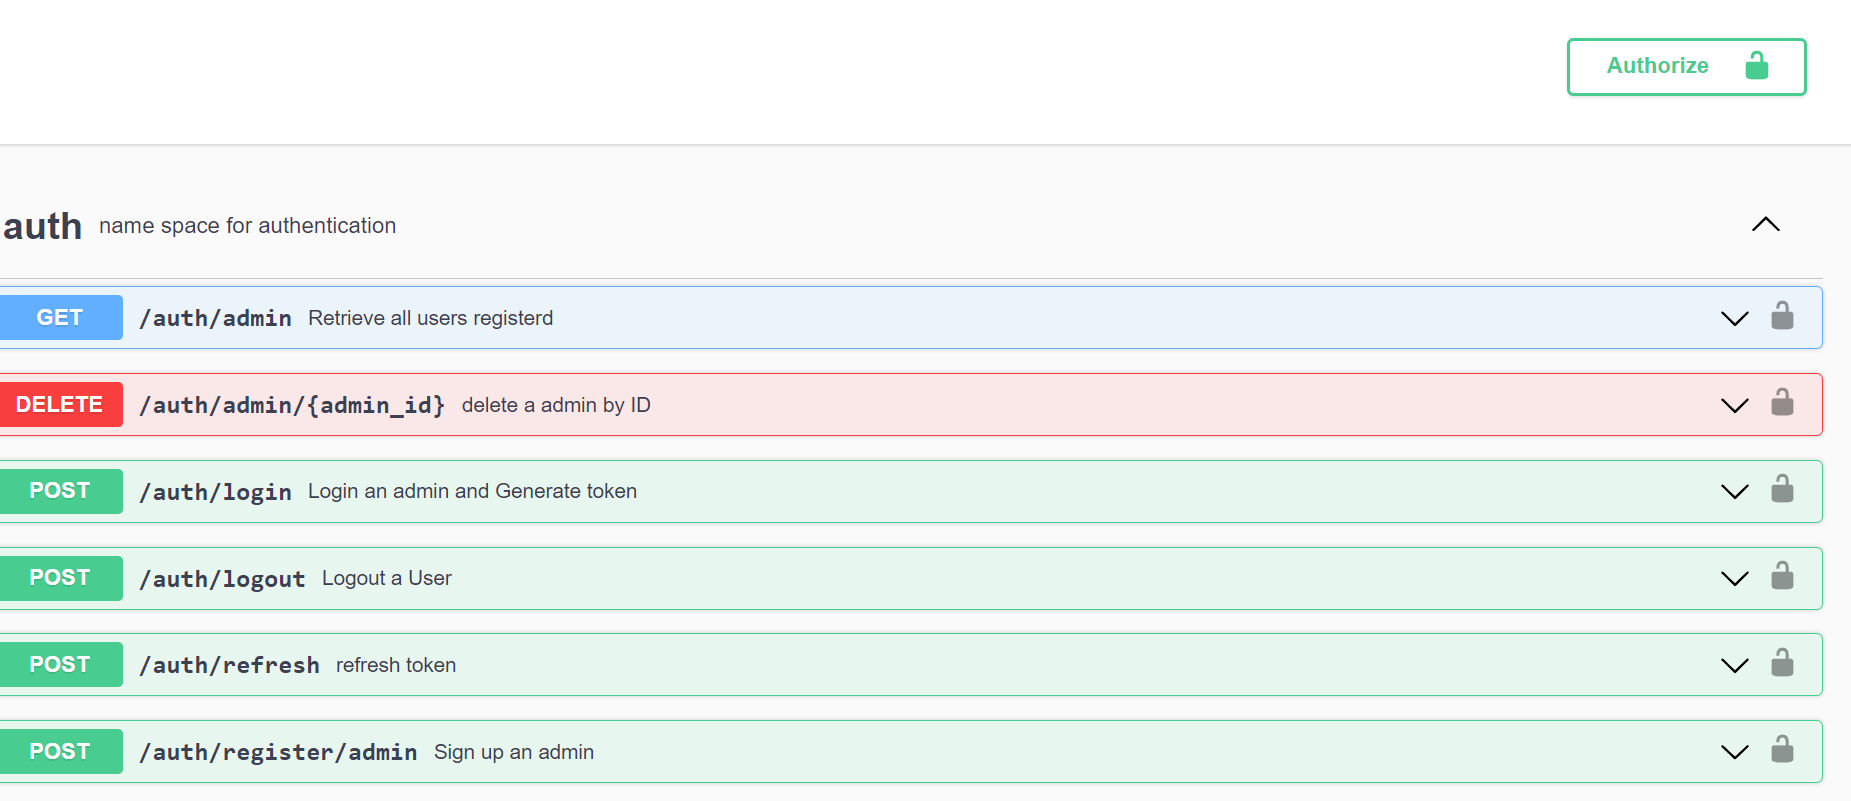 Authorize
auth name space for authentication
GET /auth/admin Retrieve all users registerd
DELETE /auth/admin/{admin_id} delete a admin by ID
POST /auth/login Login an admin and Generate token
POST /auth/logout Logout a User
POST /auth/refresh refresh token
POST /auth/register/admin Sign up an admin